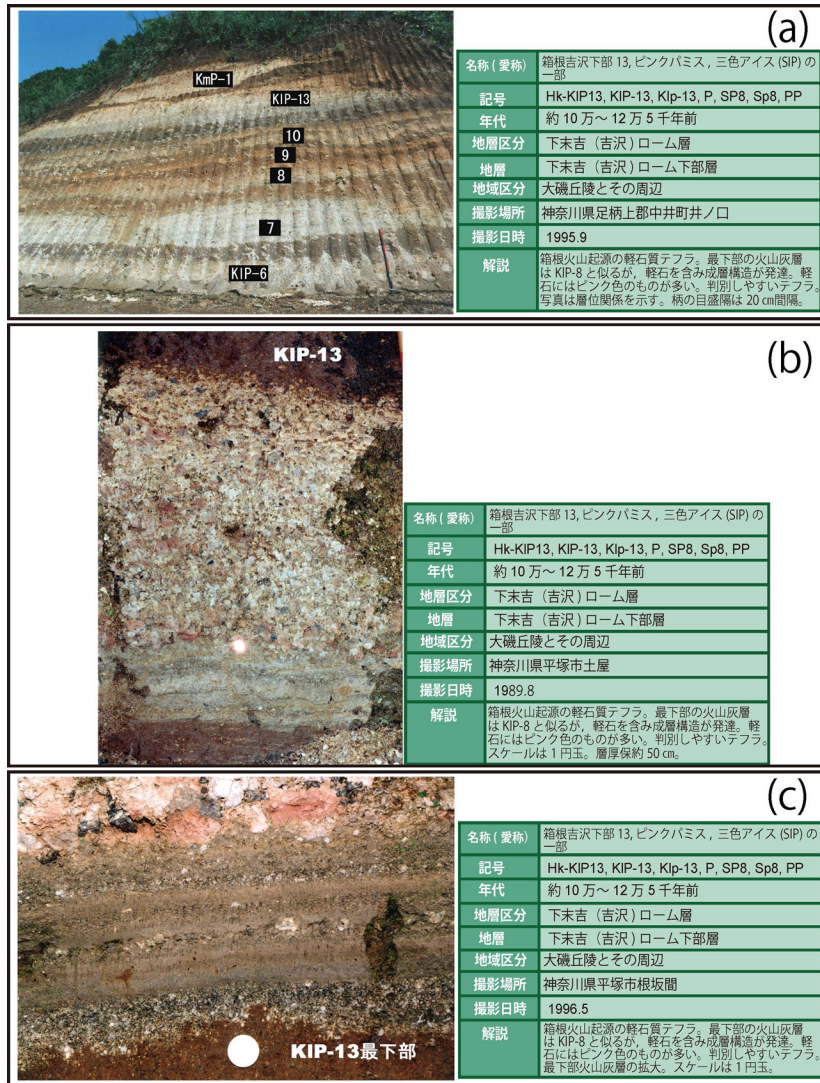 (a)
KmP-1
KIP-13
10
9
8
7
KIP-6
名称(愛称) 箱根吉沢下部 13, ピンクパミス , 三色アイス (SIP) の
一部
記号 Hk-KIP13, KIP-13, Klp-13, P, SP8, Sp8, PP
年代 約 10 万～ 12 万 5 千年前
地層区分 下末吉（吉沢 ) ローム層
地層 下末吉（吉沢 ) ローム下部層
地域区分 大磯丘陵とその周辺
撮影場所 神奈川県足柄上郡中井町井ノ口
撮影日時 1995.9
解説 箱根火山起源の軽石質テフラ。最下部の火山灰層
は KIP-8 と似るが，軽石を含み成層構造が発達。軽
石にはピンク色のものが多い。判別しやすいテフラ。
写真は層位関係を示す。柄の目盛隔は 20 ㎝間隔。
(b)
KIP-13
名称(愛称) 箱根吉沢下部 13, ピンクパミス , 三色アイス (SIP) の
一部
記号 Hk-KIP13, KIP-13, Klp-13, P, SP8, Sp8, PP
年代 約 10 万～ 12 万 5 千年前
地層区分 下末吉（吉沢 ) ローム層
地層 下末吉（吉沢 ) ローム下部層
地域区分 大磯丘陵とその周辺
撮影場所 神奈川県平塚市土屋
撮影日時 1989.8
解説 箱根火山起源の軽石質テフラ。最下部の火山灰層
は KIP-8 と似るが，軽石を含み成層構造が発達。軽
石にはピンク色のものが多い。判別しやすいテフラ。
スケールは 1 円玉。層厚保約 50 ㎝。
(c)
KIP-13最下部
名称(愛称) 箱根吉沢下部 13, ピンクパミス , 三色アイス (SIP) の
一部
記号 Hk-KIP13, KIP-13, Klp-13, P, SP8, Sp8, PP
年代 約 10 万～ 12 万 5 千年前
地層区分 下末吉（吉沢 ) ローム層
地層 下末吉（吉沢 ) ローム下部層
地域区分 大磯丘陵とその周辺
撮影場所 神奈川県平塚市根坂間
撮影日時 1996.5
解説 箱根火山起源の軽石質テフラ。最下部の火山灰層
は KIP-8 と似るが，軽石を含み成層構造が発達。軽
石にはピンク色のものが多い。判別しやすいテフラ。
最下部火山灰層の拡大。スケールは 1 円玉。